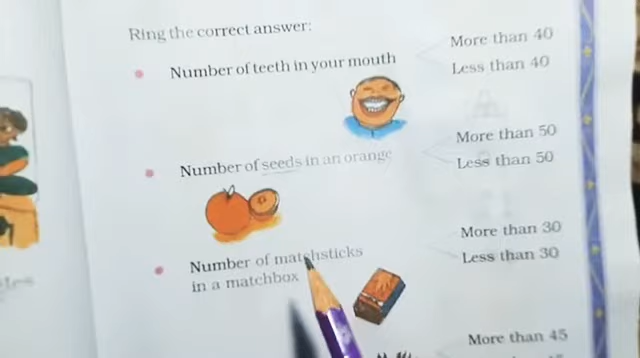 Ring the correct answer:
Number of teeth in your mouth
More than 40
Less than 40
Number of seeds in an orange
More than 50
Less than 50
Number of matchsticks
in a matchbox
More than 30
Less than 30
More than 45